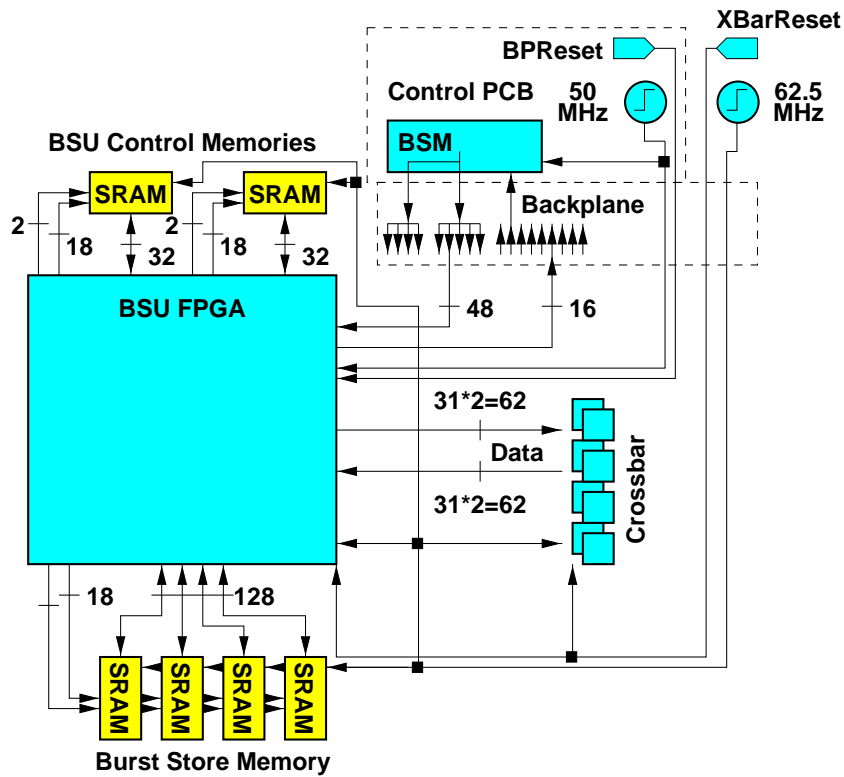 XBarReset
BPReset
50
MHz
62.5
MHz
Control PCB
BSU Control Memories
BSM
SRAM
SRAM
Backplane
2
18
32
2
18
32
BSU FPGA
48
16
31*2=62
Data
31*2=62
Crossbar
18
128
SRAM
SRAM
SRAM
SRAM
Burst Store Memory